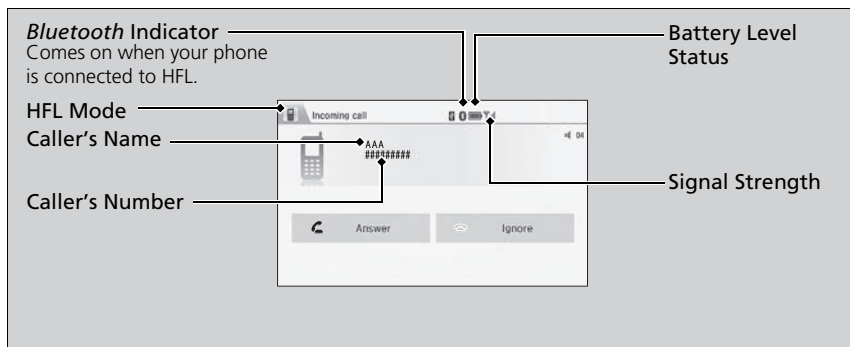 Bluetooth Indicator
Comes on when your phone
is connected to HFL.
HFL Mode
Caller's Name
Caller's Number
Battery Level
Status
Signal Strength
Incoming call
04
AAA
#########
Answer
Ignore